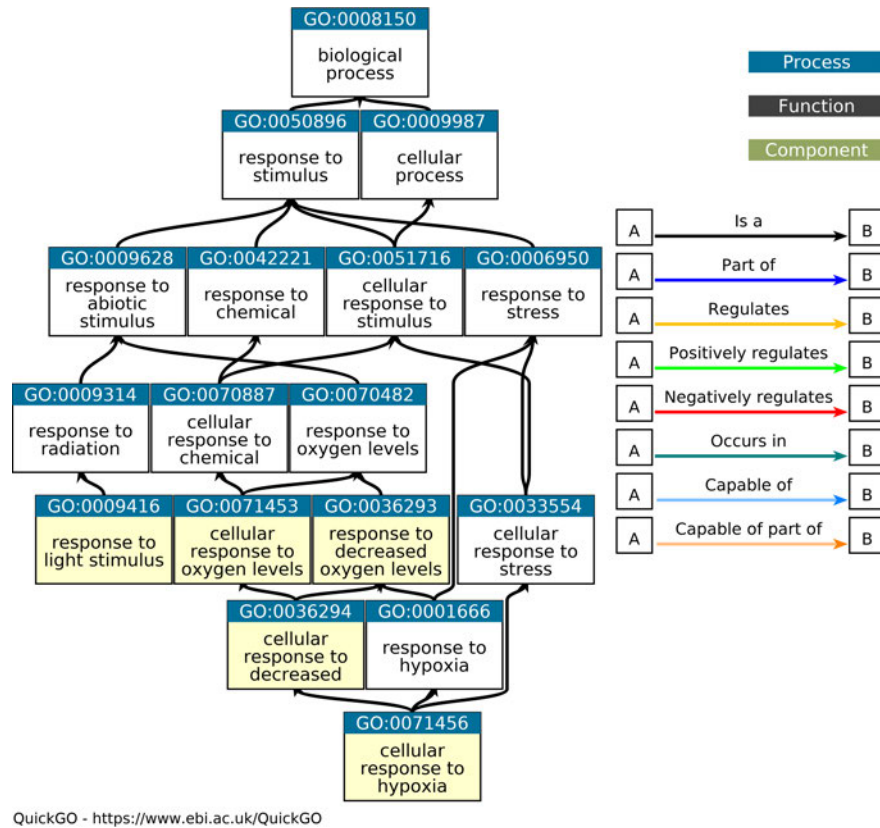 GO:0008150
biological
process
Process
Function
Component
GO:0050896
response to
stimulus
GO:0009987
cellular
process
GO:0009628
response to
abiotic
stimulus
GO:0042221
response to
chemical
GO:0051716
cellular
response to
stimulus
GO:0006950
response to
stress
A Is a B
A Part of B
A Regulates B
A Positively regulates B
A Negatively regulates B
A Occurs in B
A Capable of B
A Capable of part of B
GO:0009314
response to
radiation
GO:0070887
cellular
response to
chemical
GO:0070482
response to
oxygen levels
GO:0009416
response to
light stimulus
GO:0071453
cellular
response to
oxygen levels
GO:0036293
response to
decreased
oxygen levels
GO:0033554
cellular
response to
stress
GO:0036294
cellular
response to
decreased
GO:0001666
response to
hypoxia
GO:0071456
cellular
response to
hypoxia
QuickGO - https://www.ebi.ac.uk/QuickGO